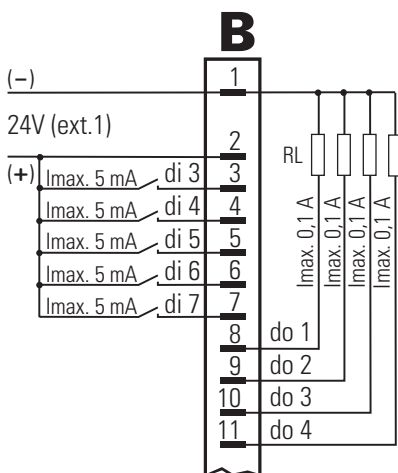 B
(−)
1
24V (ext.1)
2
(+)
RL
Imax. 5 mA di 3
3
Imax. 5 mA di 4
4
Imax. 5 mA di 5
5
Imax. 5 mA di 6
6
Imax. 5 mA di 7
7
Imax. 0,1 A
Imax. 0,1 A
Imax. 0,1 A
Imax. 0,1 A
8 do 1
9 do 2
10 do 3
11 do 4